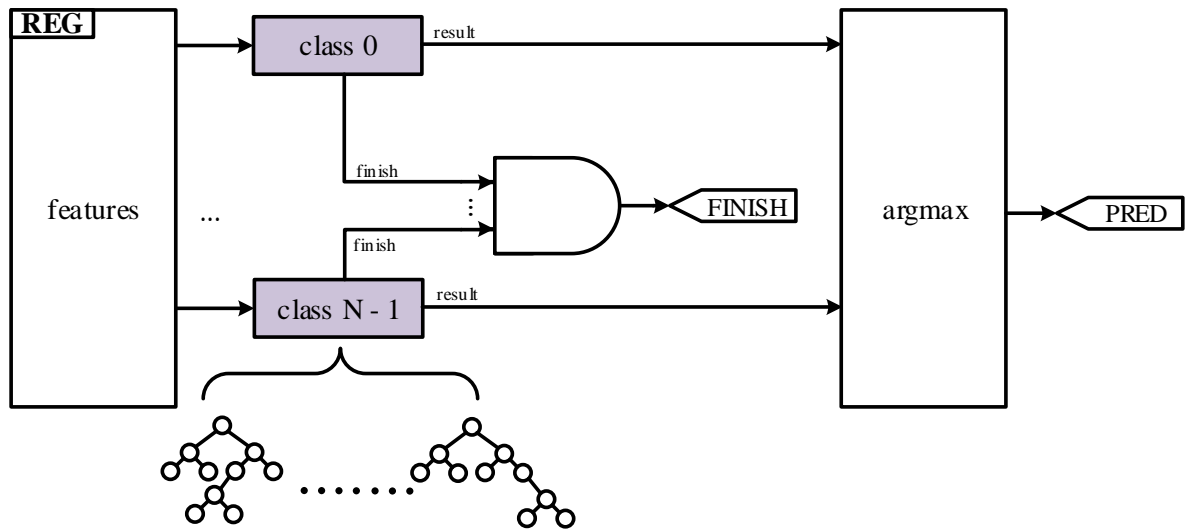 REG
class 0
result
finish
features
...
FINISH
argmax
PRED
finish
result
class N - 1